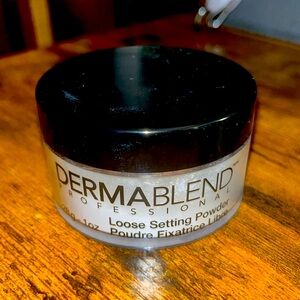 DERMABLEND
PROFESSIONAL
1oz Loose Setting Powder
Poudre Fixatrice Libre